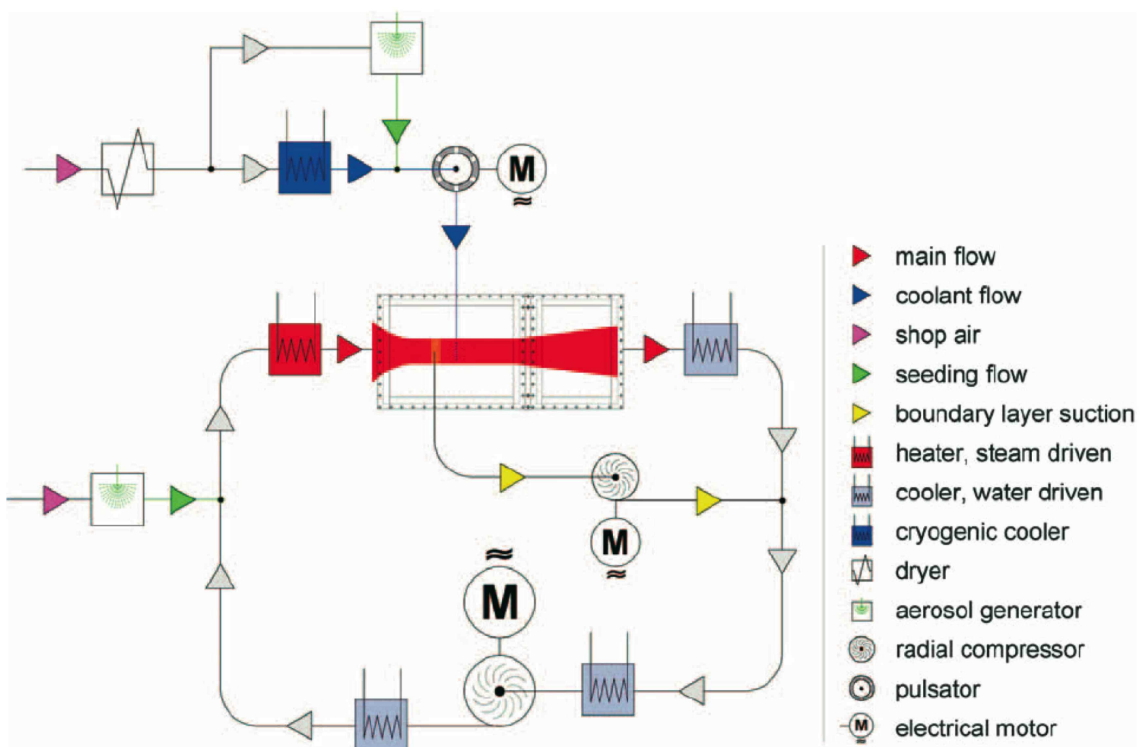 M
main flow
coolant flow
shop air
seeding flow
boundary layer suction
heater, steam driven
cooler, water driven
cryogenic cooler
dryer
aerosol generator
radial compressor
pulsator
M electrical motor
M
M